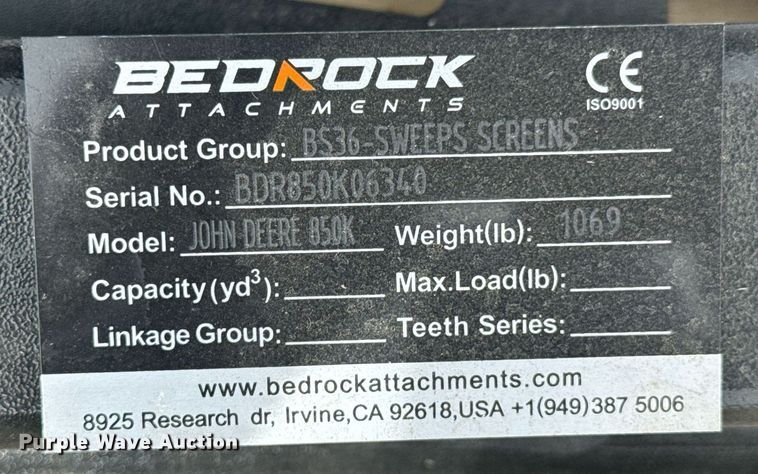 BEDROCK
ATTACHMENTS
CE
ISO9001
Product Group: BS36-SWEEPS SCREENS
Serial No.: BDR850K06340
Model: JOHN DEERE 850K Weight(lb): 1069
Capacity(yd³): Max.Load(lb):
Linkage Group: Teeth Series:
www.bedrockattachments.com
8925 Research dr, Irvine,CA 92618,USA +1(949)387 5006
Purple Wave Auction